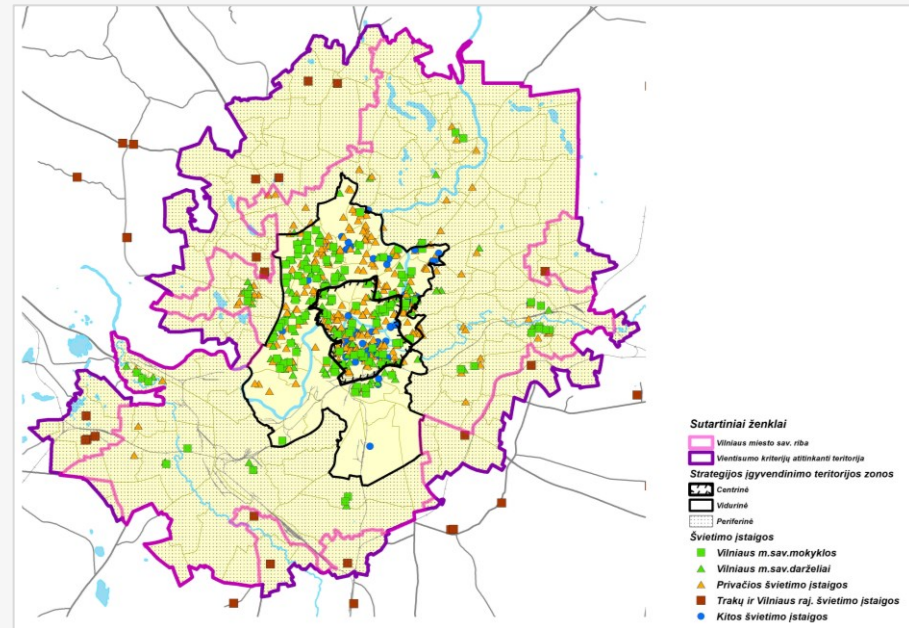 Sutartiniai ženklai
Vilniaus miesto sav. riba
Vientisumo kriterijų atitinkanti teritorija
Strategijos įgyvendinimo teritorijos zonos
Centrinė
Vidurinė
Periferinė
Švietimo įstaigos
Vilniaus m.sav.mokyklos
Vilniaus m.sav.darželiai
Privačios švietimo įstaigos
Trakų ir Vilniaus raj. švietimo įstaigos
Kitos švietimo įstaigos